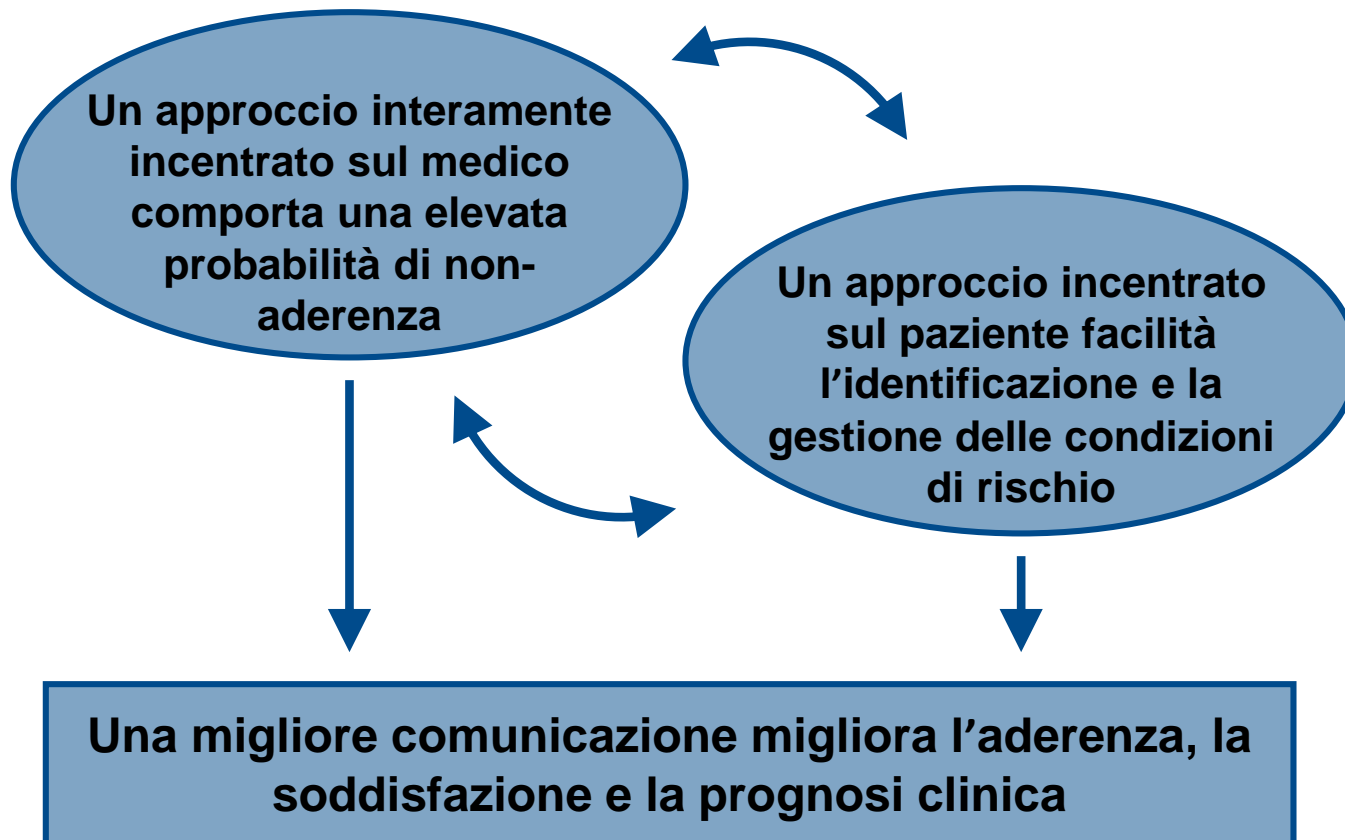 Un approccio interamente
incentrato sul medico
comporta una elevata
probabilità di non-
aderenza
Un approccio incentrato
sul paziente facilità
l’identificazione e la
gestione delle condizioni
di rischio
Una migliore comunicazione migliora l’aderenza, la
soddisfazione e la prognosi clinica